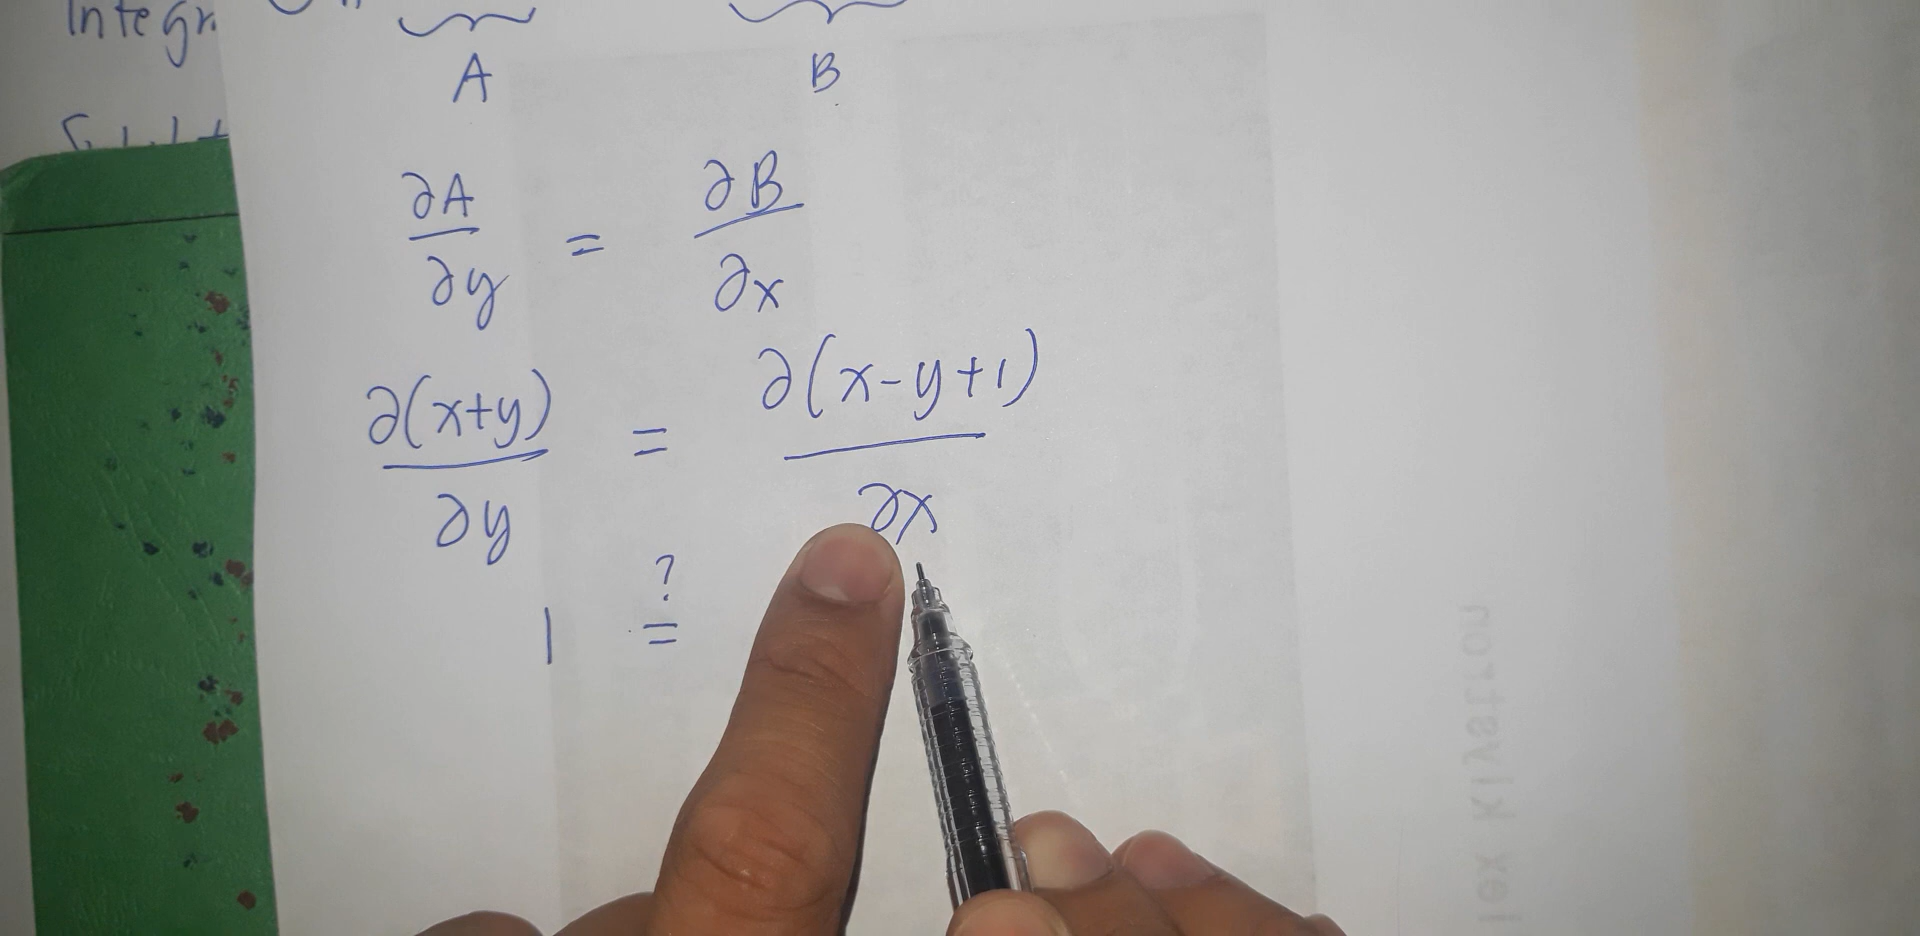 Integr
A B
∂A/∂y = ∂B/∂x
∂(x+y)/∂y = ∂(x-y+1)/∂x
1 ≟